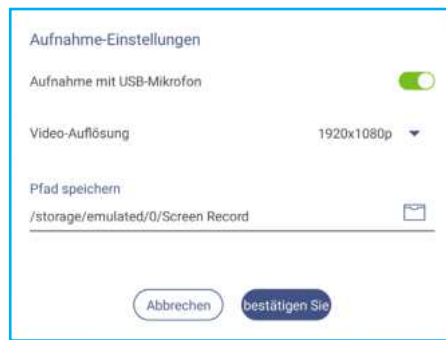 Aufnahme-Einstellungen
Aufnahme mit USB-Mikrofon
Video-Auflösung 1920x1080p
Pfad speichern
/storage/emulated/0/Screen Record
Abbrechen bestätigen Sie